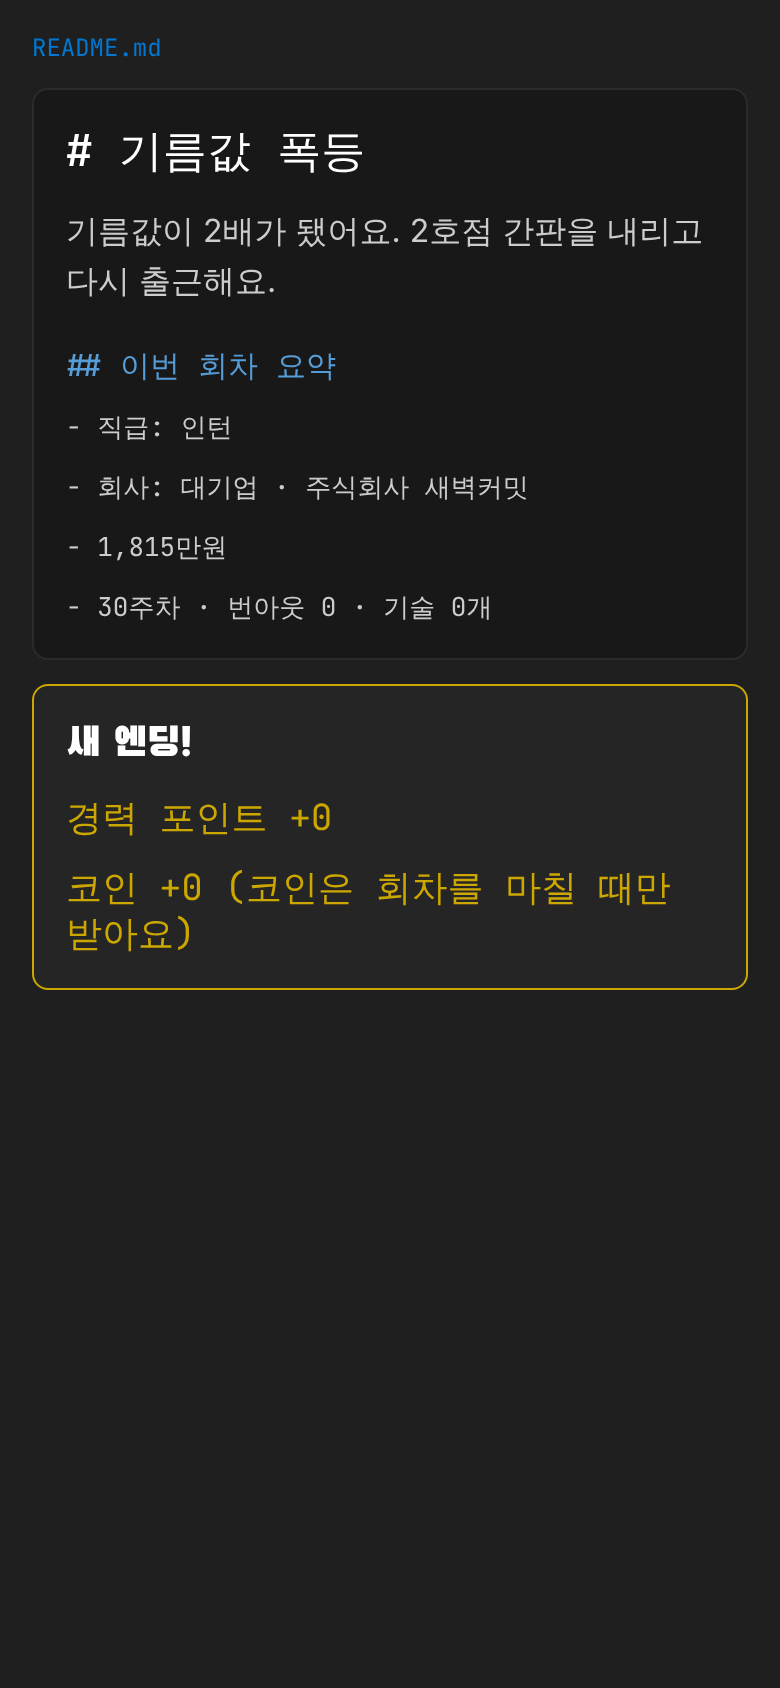 README.md
# 기름값 폭등
기름값이 2배가 됐어요. 2호점 간판을 내리고
다시 출근해요.
## 이번 회차 요약
- 직급: 인턴
- 회사: 대기업 · 주식회사 새벽커밋
- 1,815만원
- 30주차 · 번아웃 0 · 기술 0개
새 엔딩!
경력 포인트 +0
코인 +0 (코인은 회차를 마칠 때만
받아요)